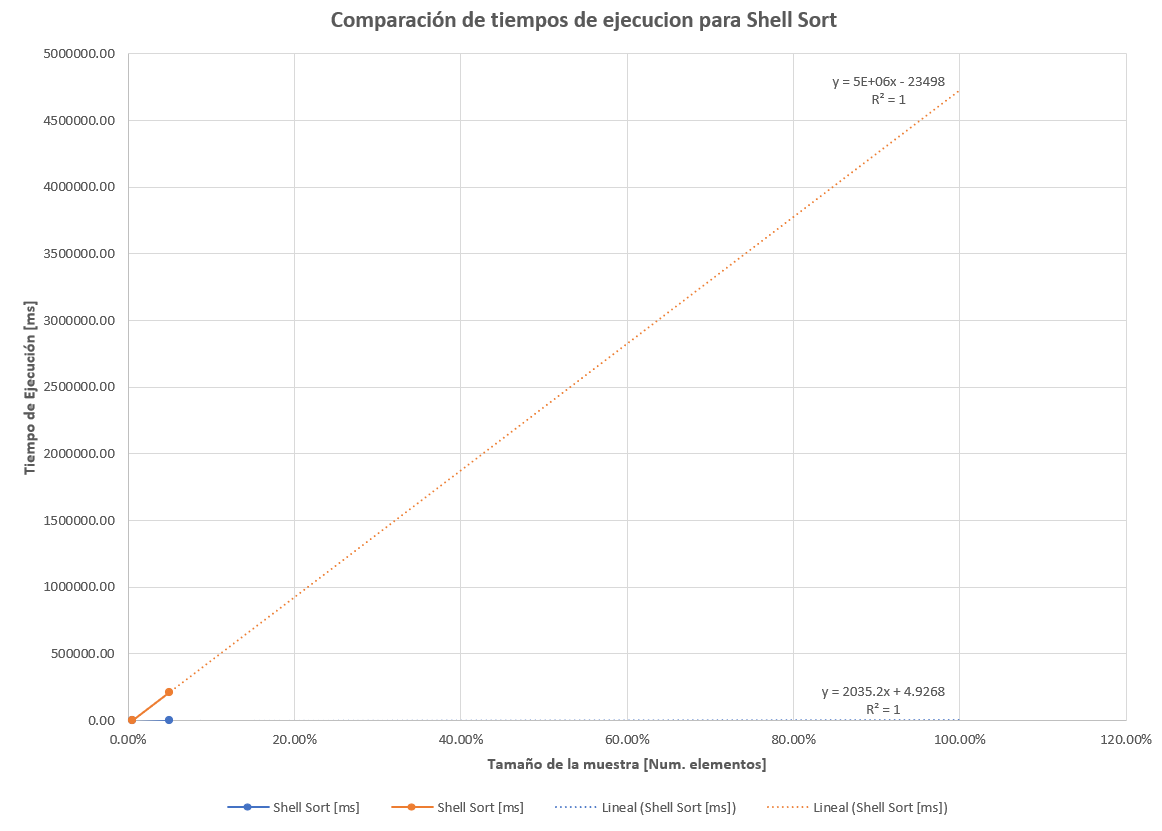 Comparación de tiempos de ejecucion para Shell Sort
5000000.00
4500000.00
4000000.00
3500000.00
3000000.00
2500000.00
2000000.00
1500000.00
1000000.00
500000.00
0.00
Tiempo de Ejecución [ms]
y = 5E+06x - 23498
R² = 1
y = 2035.2x + 4.9268
R² = 1
0.00% 20.00% 40.00% 60.00% 80.00% 100.00% 120.00%
Tamaño de la muestra [Num. elementos]
Shell Sort [ms] Shell Sort [ms] Lineal (Shell Sort [ms]) Lineal (Shell Sort [ms])